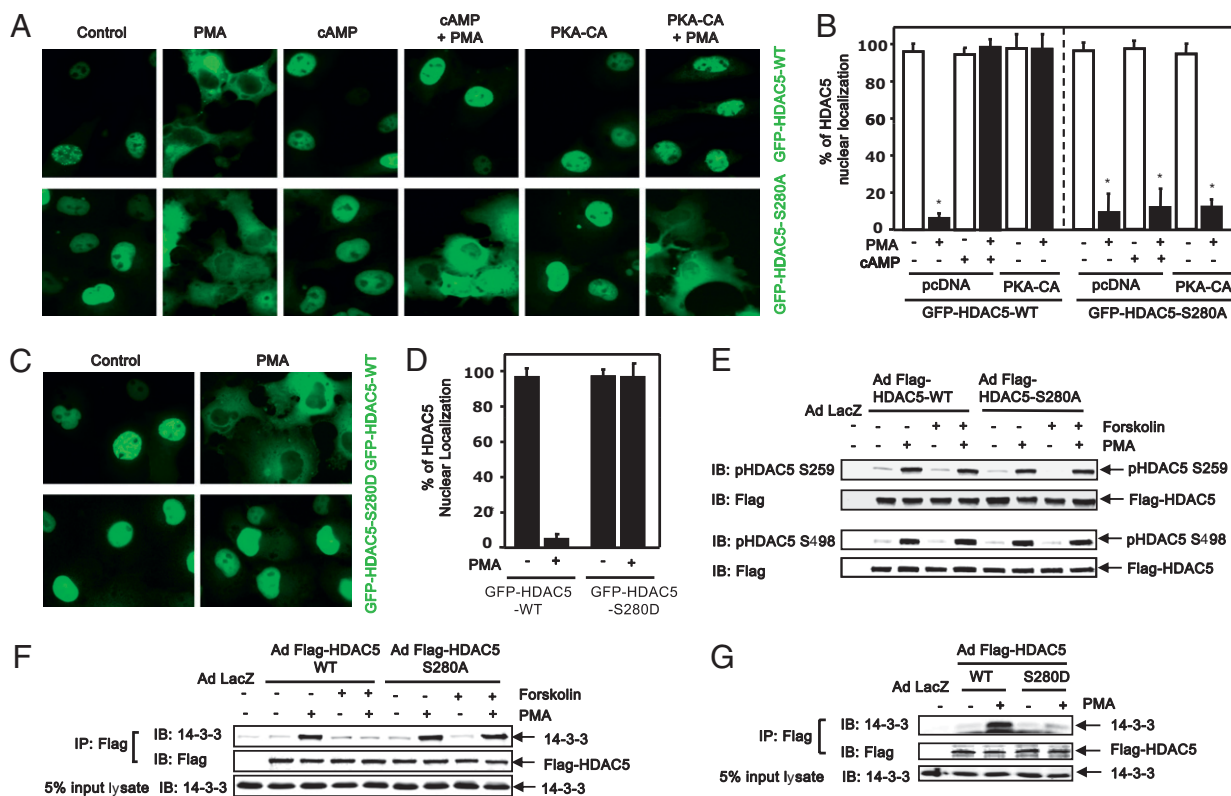 A
Control
PMA
cAMP
cAMP
+ PMA
PKA-CA
PKA-CA
+ PMA
GFP-HDAC5-WT
GFP-HDAC5-S280A
B
% of HDAC5
nuclear localization
100
80
60
40
20
0
* * * *
PMA - + - + - + - + - + - +
cAMP - - + + - - + +
pcDNA PKA-CA pcDNA PKA-CA
GFP-HDAC5-WT GFP-HDAC5-S280A
C
Control
PMA
GFP-HDAC5-WT
GFP-HDAC5-S280D
D
% of HDAC5
Nuclear Localization
100
80
60
40
20
0
PMA - + - +
GFP-HDAC5 GFP-HDAC5
-WT -S280D
E
Ad Flag- Ad Flag-
HDAC5-WT HDAC5-S280A
Ad LacZ
- - - + + - - + + Forskolin
- - + - + - + - + PMA
IB: pHDAC5 S259 pHDAC5 S259
IB: Flag Flag-HDAC5
IB: pHDAC5 S498 pHDAC5 S498
IB: Flag Flag-HDAC5
F
Ad Flag-HDAC5 Ad Flag-HDAC5
WT S280A
Ad LacZ
- - - + + - - + + Forskolin
- - + - + - + - + PMA
IP: Flag
IB: 14-3-3 14-3-3
IB: Flag Flag-HDAC5
5% input lysate IB: 14-3-3 14-3-3
G
Ad Flag-HDAC5
Ad LacZ WT S280D
- - + - + PMA
IP: Flag
IB: 14-3-3 14-3-3
IB: Flag Flag-HDAC5
5% input lysate IB: 14-3-3 14-3-3